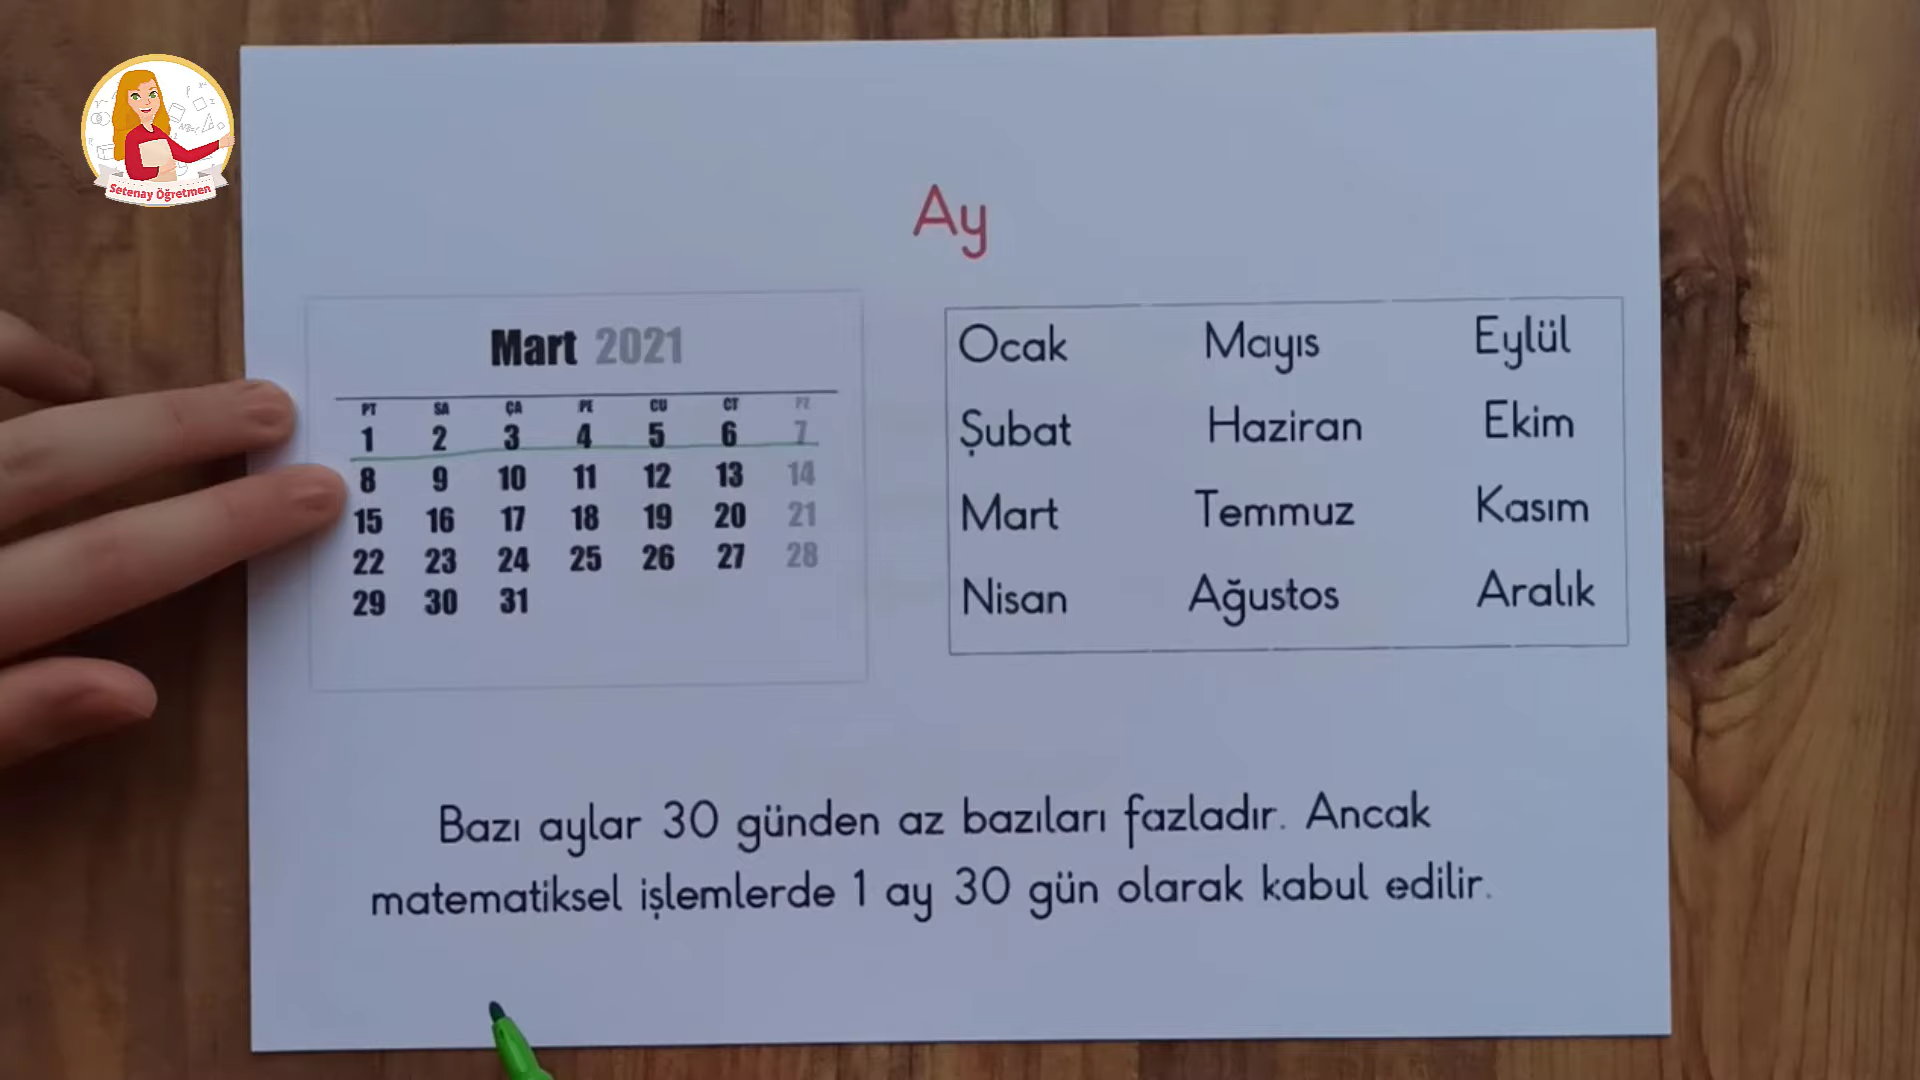 Setenay Öğretmen
Ay
Mart 2021
PT SA ÇA PE CU CT PZ
1 2 3 4 5 6 7
8 9 10 11 12 13 14
15 16 17 18 19 20 21
22 23 24 25 26 27 28
29 30 31
Ocak Mayıs Eylül
Şubat Haziran Ekim
Mart Temmuz Kasım
Nisan Ağustos Aralık
Bazı aylar 30 günden az bazıları fazladır. Ancak
matematiksel işlemlerde 1 ay 30 gün olarak kabul edilir.